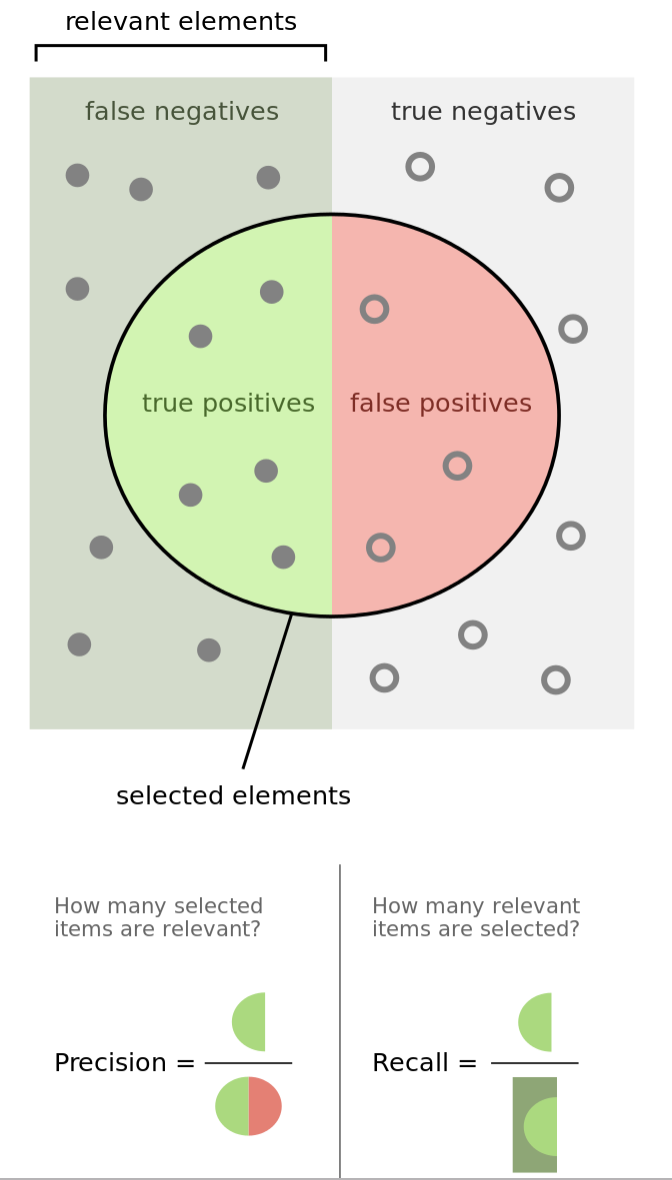 relevant elements
false negatives
true negatives
true positives
false positives
selected elements
How many selected
items are relevant?
How many relevant
items are selected?
Precision =
Recall =